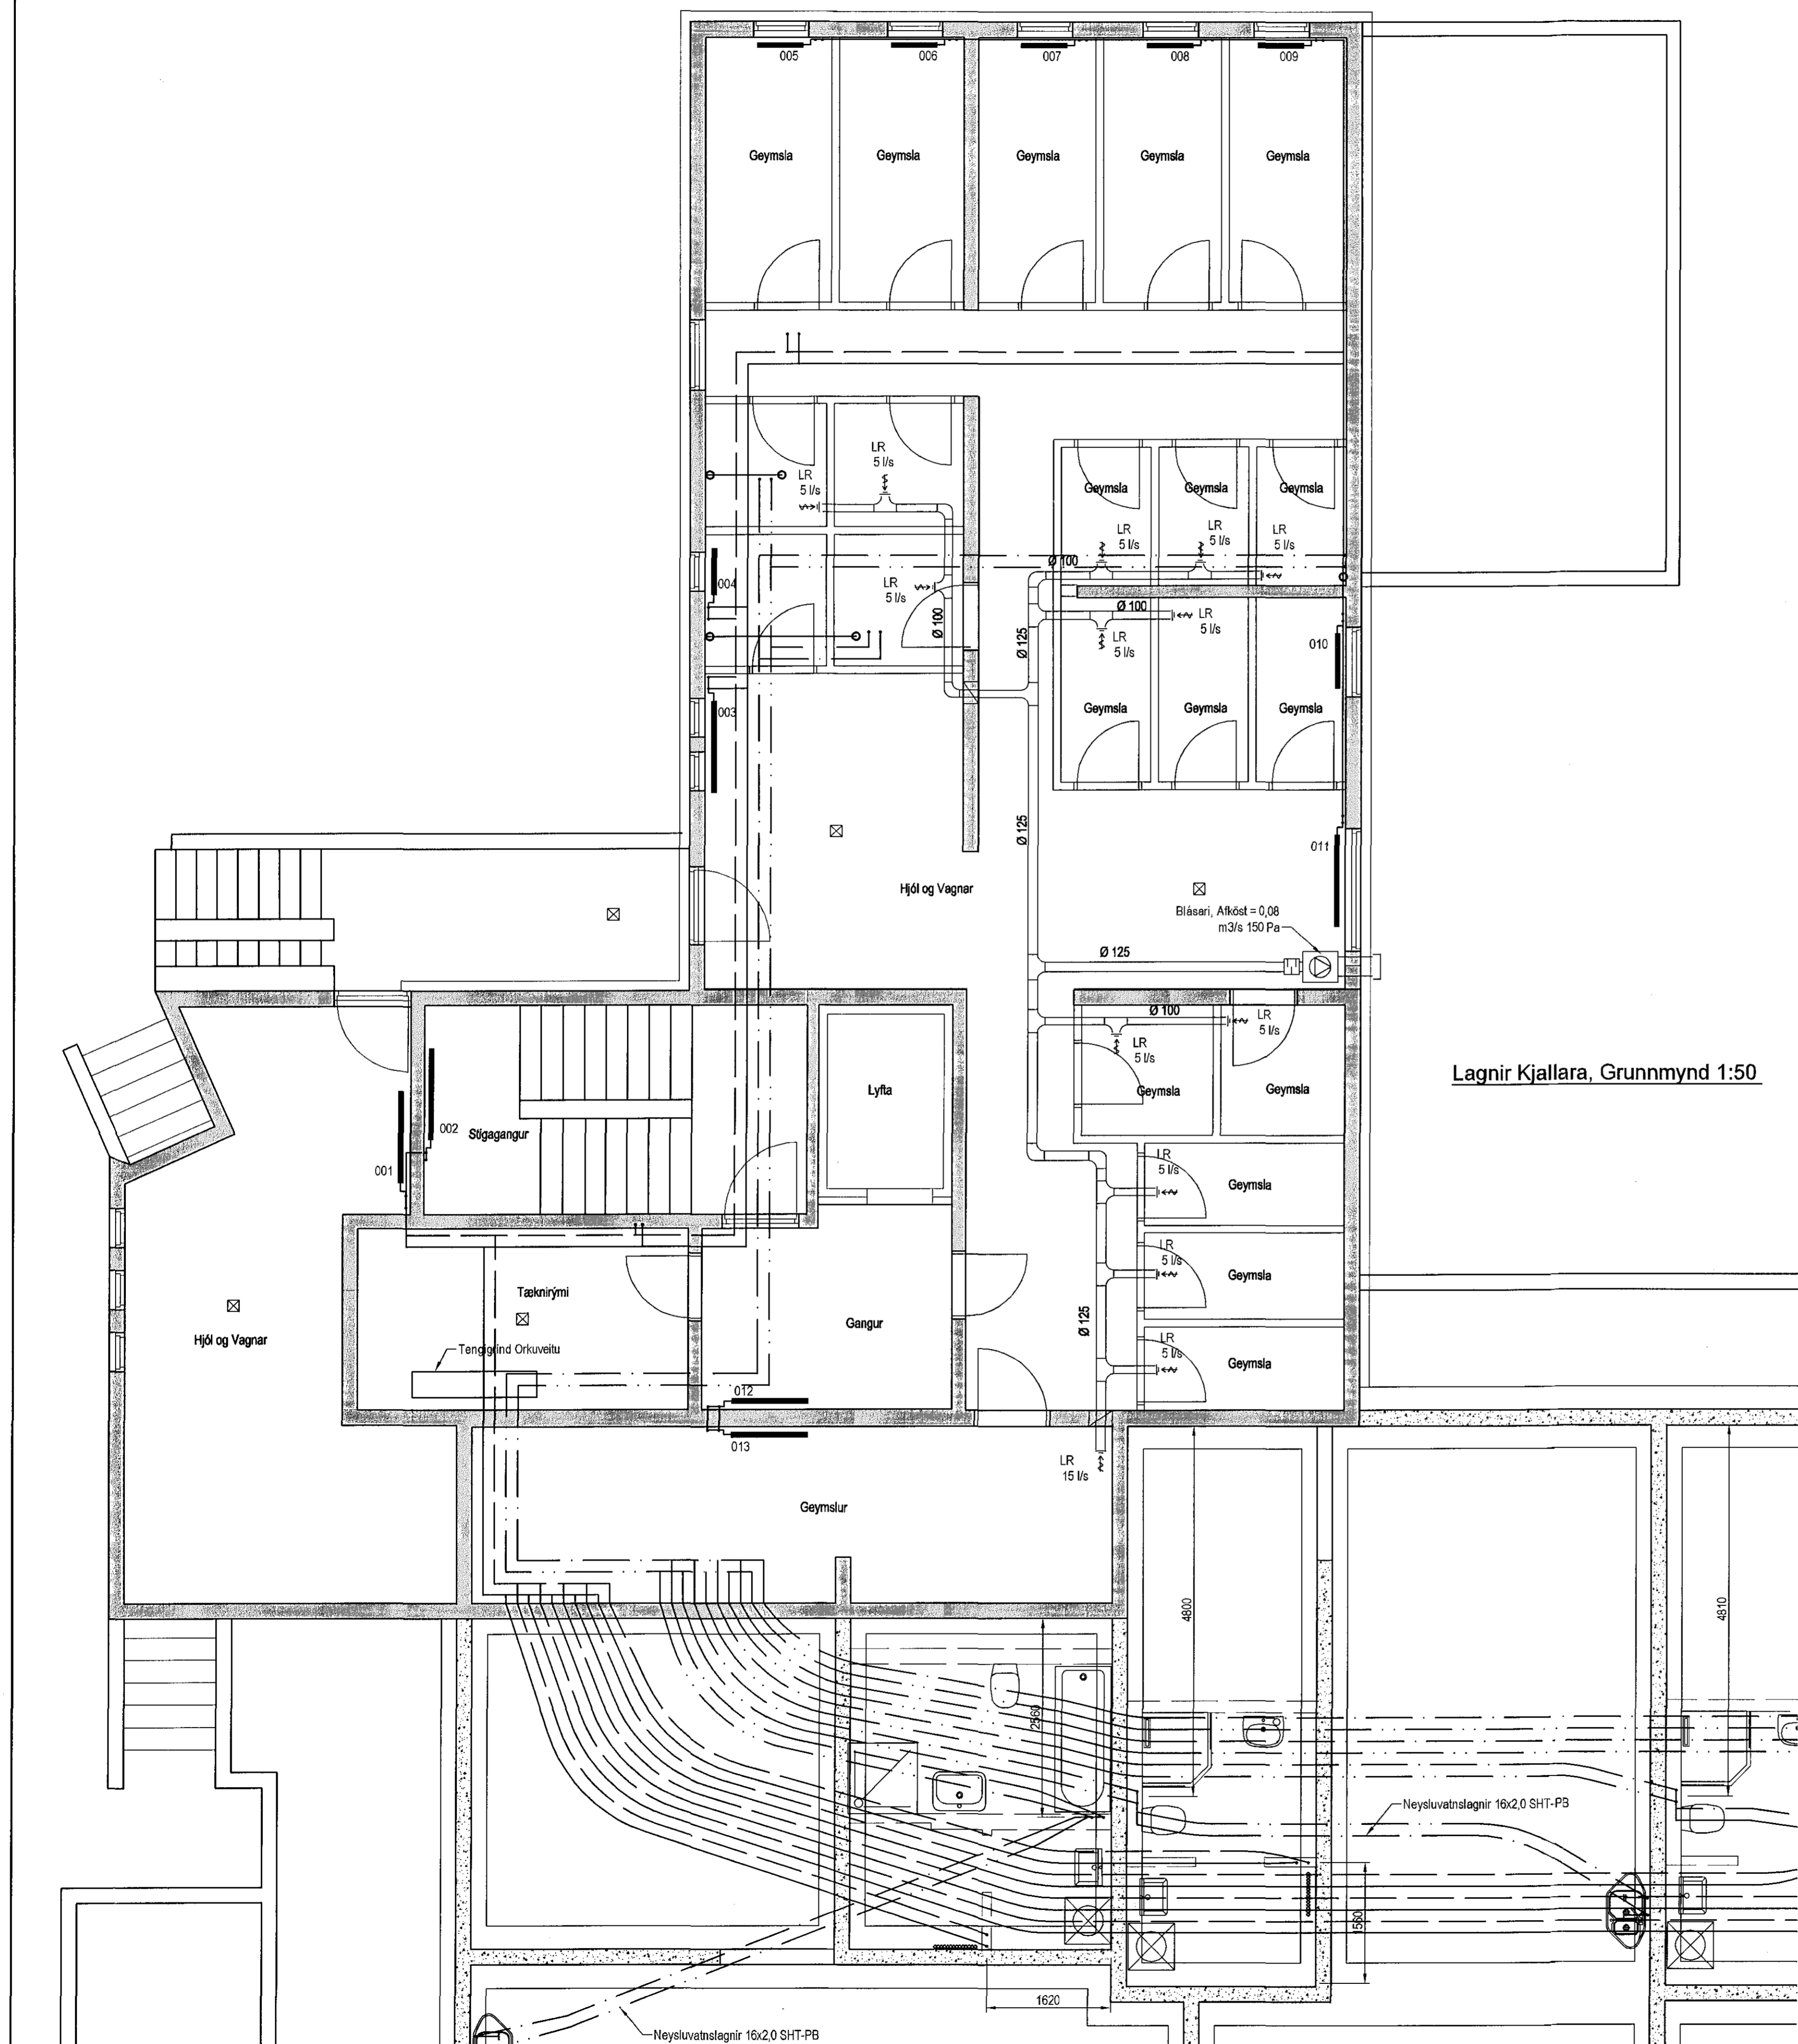 005
006
007
008
009
Geymsla
Geymsla
Geymsla
Geymsla
Geymsla
LR
5 l/s
LR
5 l/s
Geymsla
Geymsla
Geymsla
LR
5 l/s
LR
5 l/s
LR
5 l/s
Ø 100
004
LR
5 l/s
Ø 100
Ø 100
LR
5 l/s
LR
5 l/s
Ø 125
010
003
Geymsla
Geymsla
Geymsla
Ø 125
011
Hjól og Vagnar
Blásari, Afköst = 0,08
m3/s 150 Pa
Ø 125
Ø 100
LR
5 l/s
LR
5 l/s
Lagnir Kjallara, Grunnmynd 1:50
Lyfta
Geymsla
Geymsla
002
Stigagangur
001
LR
5 l/s
Geymsla
LR
5 l/s
Geymsla
Tæknirými
Gangur
Ø 125
Hjól og Vagnar
Tengigrind Orkuveitu
LR
5 l/s
Geymsla
012
013
LR
15 l/s
Geymslur
4800
4810
2560
Neysluvatnslagnir 16x2,0 SHT-PB
1560
1620
Neysluvatnslagnir 16x2,0 SHT-PB